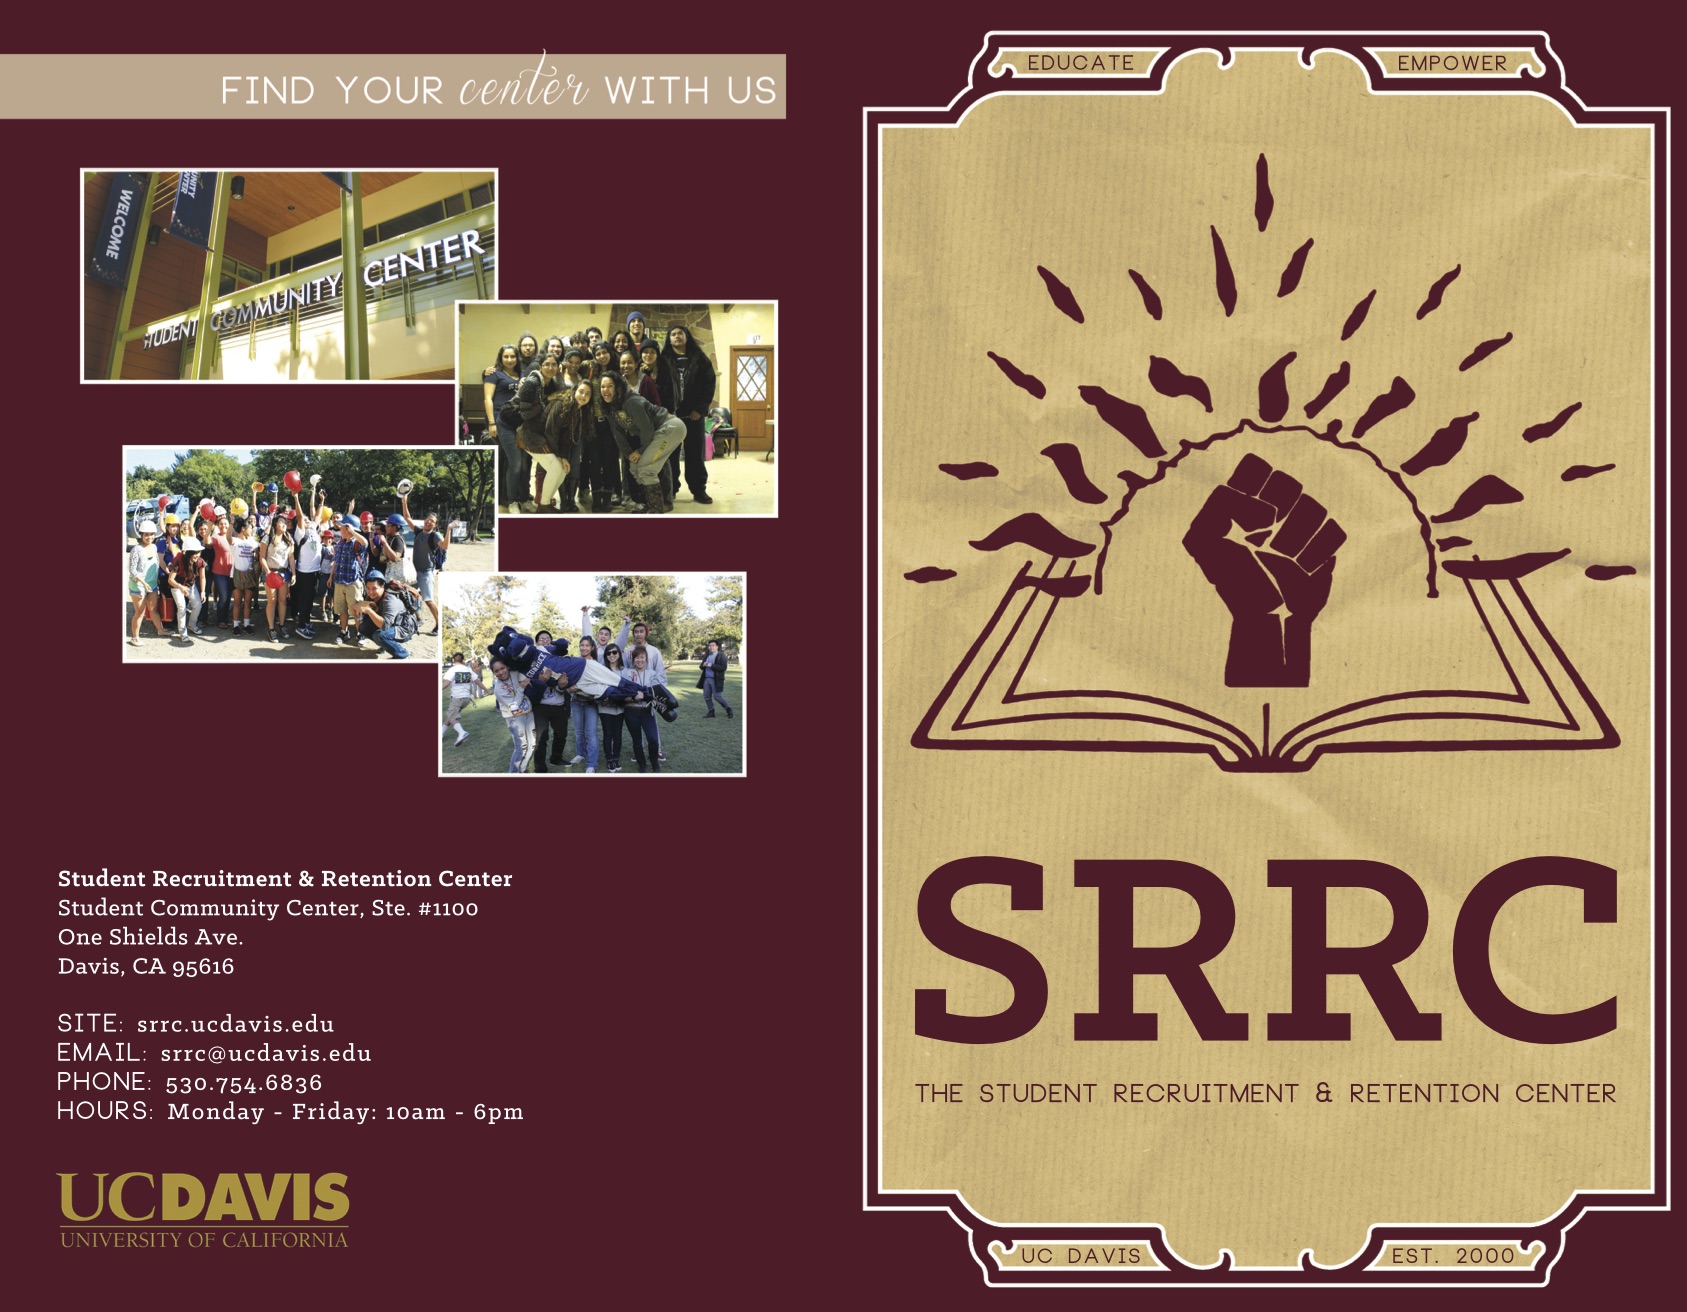 FIND YOUR center WITH US
WELCOME
STUDENT COMMUNITY CENTER
Student Recruitment & Retention Center
Student Community Center, Ste. #1100
One Shields Ave.
Davis, CA 95616
SITE: srrc.ucdavis.edu
EMAIL: srrc@ucdavis.edu
PHONE: 530.754.6836
HOURS: Monday - Friday: 10am - 6pm
UCDAVIS
UNIVERSITY OF CALIFORNIA
EDUCATE
EMPOWER
SRRC
THE STUDENT RECRUITMENT & RETENTION CENTER
UC DAVIS
EST. 2000